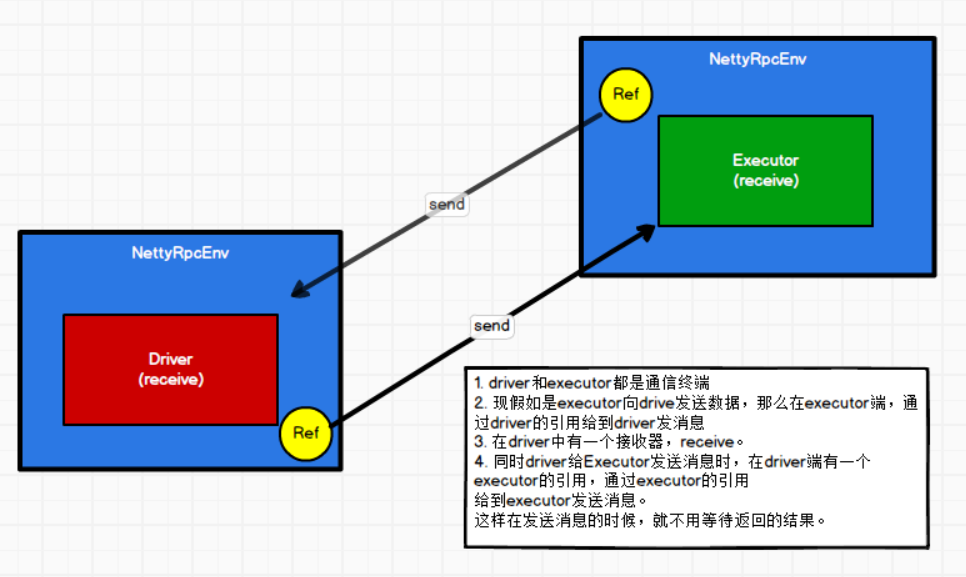 NettyRpcEnv
Ref
Executor
(receive)
send
NettyRpcEnv
send
Driver
(receive)
Ref
1. driver和executor都是通信终端
2. 现假如是executor向drive发送数据，那么在executor端，通
过driver的引用给到driver发消息
3. 在driver中有一个接收器，receive。
4. 同时driver给Executor发送消息时，在driver端有一个
executor的引用，通过executor的引用
给到executor发送消息。
这样在发送消息的时候，就不用等待返回的结果。